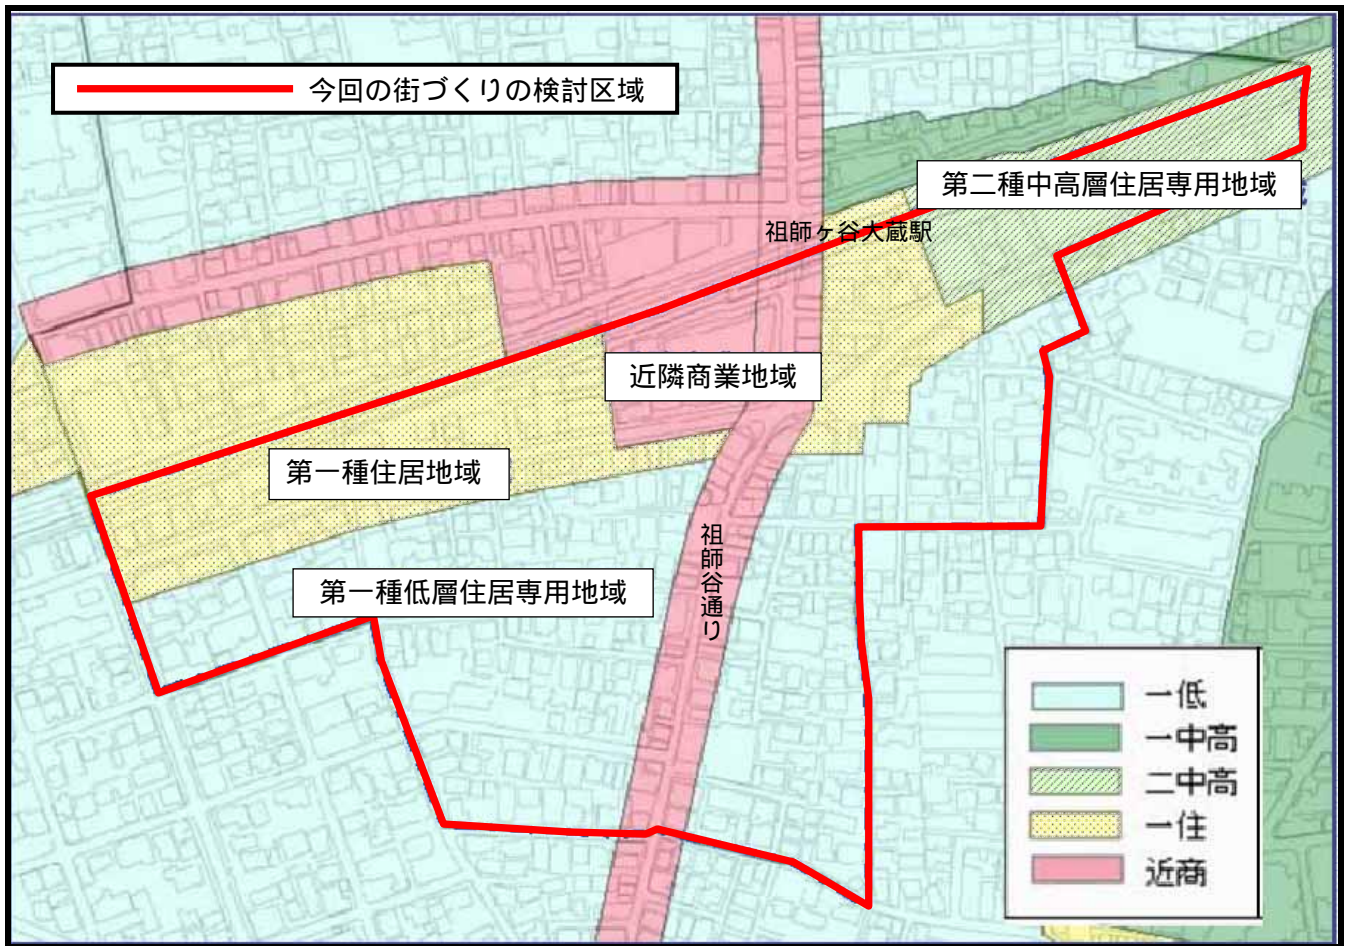 今回の街づくりの検討区域
第二種中高層住居専用地域
祖師ヶ谷大蔵駅
近隣商業地域
第一種住居地域
祖師谷通り
第一種低層住居専用地域
一低
一中高
二中高
一住
近商